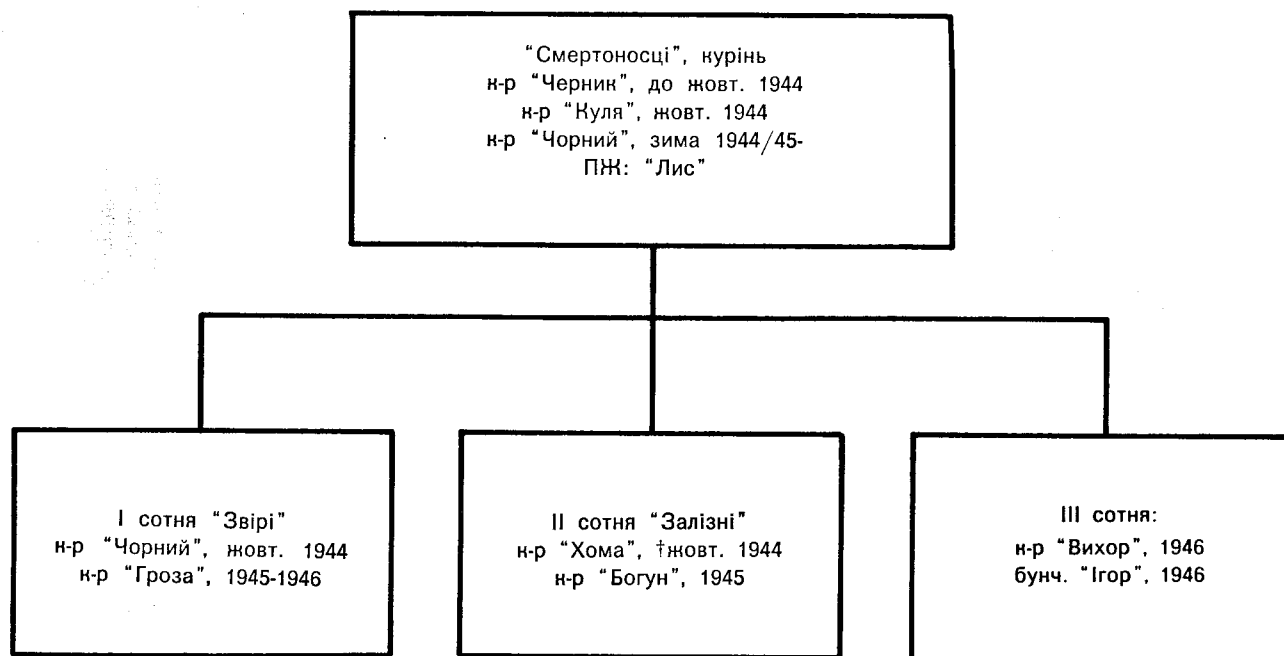 “Смертоносці”, курінь
к-р “Черник”, до жовт. 1944
к-р “Куля”, жовт. 1944
к-р “Чорний”, зима 1944/45-
ПЖ: “Лис”
I сотня “Звірі”
к-р “Чорний”, жовт. 1944
к-р “Гроза”, 1945-1946
II сотня “Залізні”
к-р “Хома”, †жовт. 1944
к-р “Богун”, 1945
III сотня:
к-р “Вихор”, 1946
бунч. “Ігор”, 1946